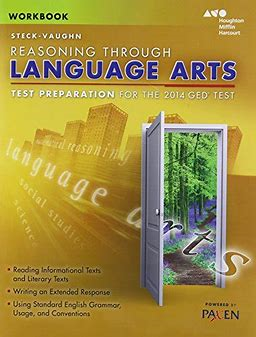 WORKBOOK
Houghton
Mifflin
Harcourt
STECK-VAUGHN
REASONING THROUGH
LANGUAGE ARTS
TEST PREPARATION FOR THE 2014 GED® TEST
mathematical reasoning
language
social studies
science
arts
• Reading Informational Texts
and Literary Texts
• Writing an Extended Response
• Using Standard English Grammar,
Usage, and Conventions
POWERED BY
PAXEN